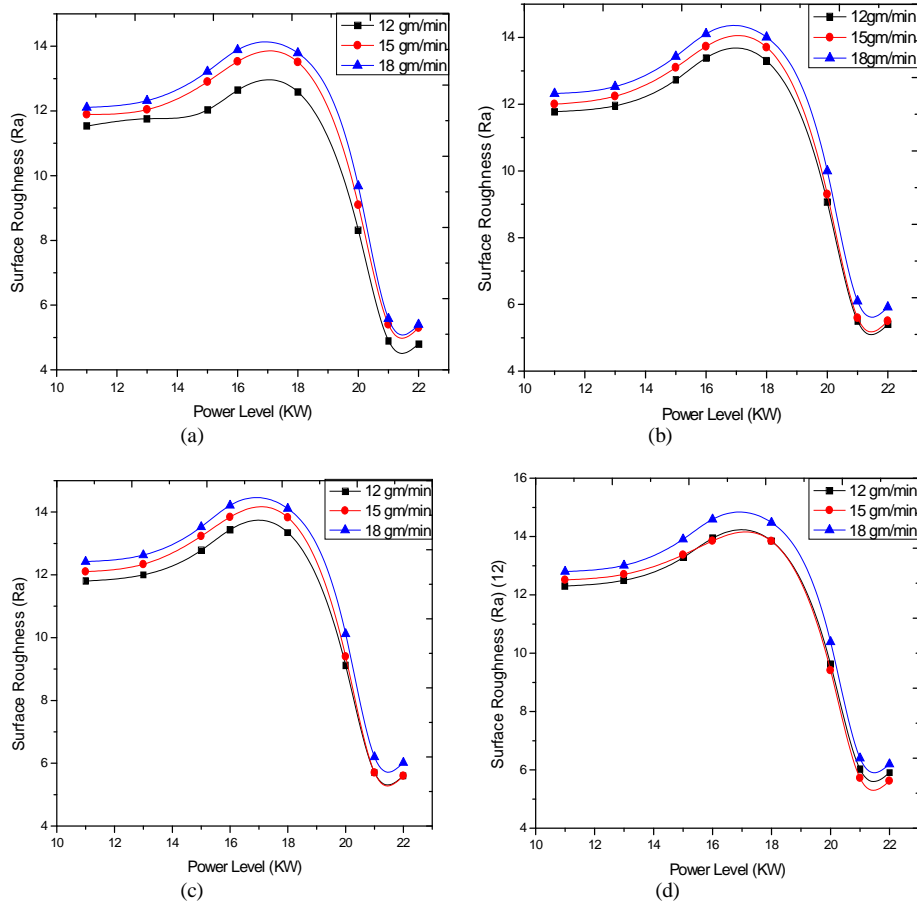 12 gm/min
15 gm/min
18 gm/min
14
12
10
8
6
4
Surface Roughness (Ra)
10 12 14 16 18 20 22
Power Level (KW)
(a)
12gm/min
15gm/min
18gm/min
14
12
10
8
6
4
Surface Roughness (Ra)
10 12 14 16 18 20 22
Power Level (KW)
(b)
12 gm/min
15 gm/min
18 gm/min
14
12
10
8
6
4
Surface Roughness (Ra)
10 12 14 16 18 20 22
Power Level (KW)
(c)
12 gm/min
15 gm/min
18 gm/min
16
14
12
10
8
6
4
Surface Roughness (Ra) (12)
10 12 14 16 18 20 22
Power Level (KW)
(d)